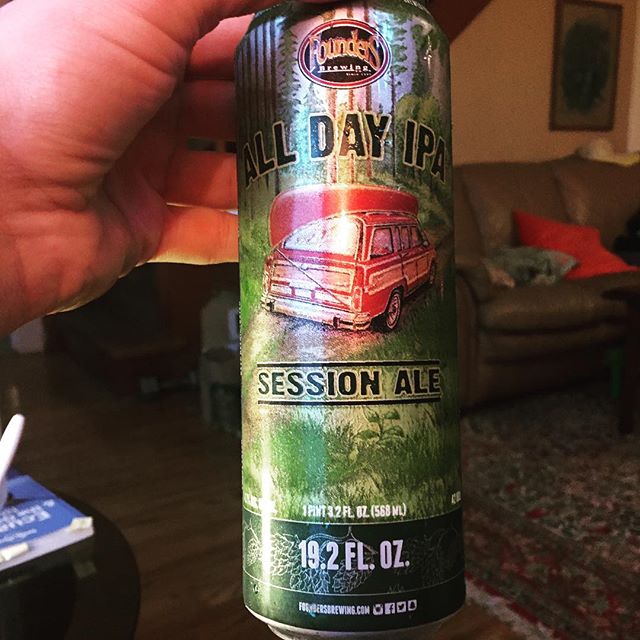 FoundeRS
Brewing
ALL DAY IPA
SESSION ALE
1 PINT 3.2 FL. OZ. (568 ML)
19.2 FL. OZ.
FOUNDERSBREWING.COM